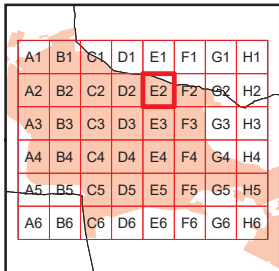 A1 B1 C1 D1 E1 F1 G1 H1
A2 B2 C2 D2 E2 F2 G2 H2
A3 B3 C3 D3 E3 F3 G3 H3
A4 B4 C4 D4 E4 F4 G4 H4
A5 B5 C5 D5 E5 F5 G5 H5
A6 B6 C6 D6 E6 F6 G6 H6